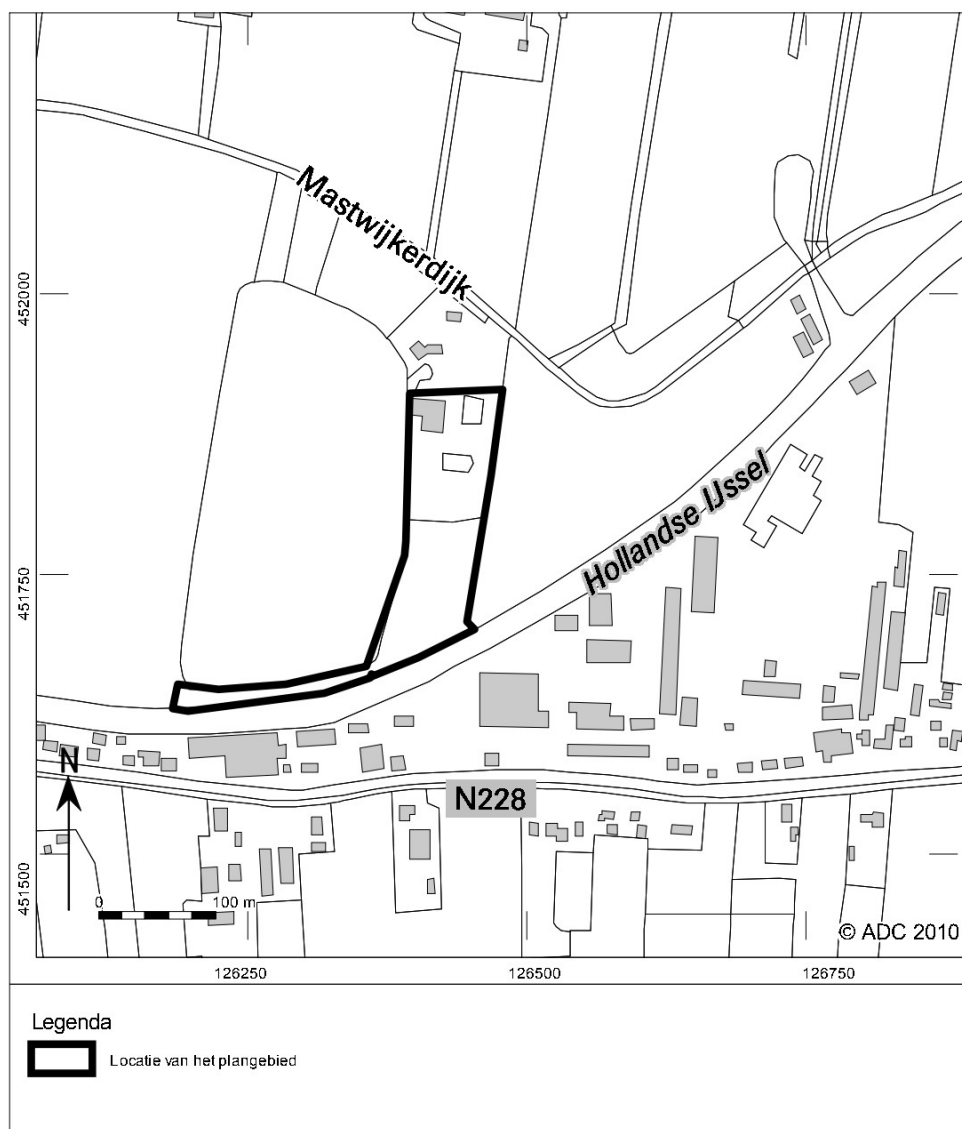 Mastwijkerdijk
452000
Hollandse IJssel
451750
N
N228
451500
0 100 m
© ADC 2010
126250 126500 126750
Legenda
Locatie van het plangebied